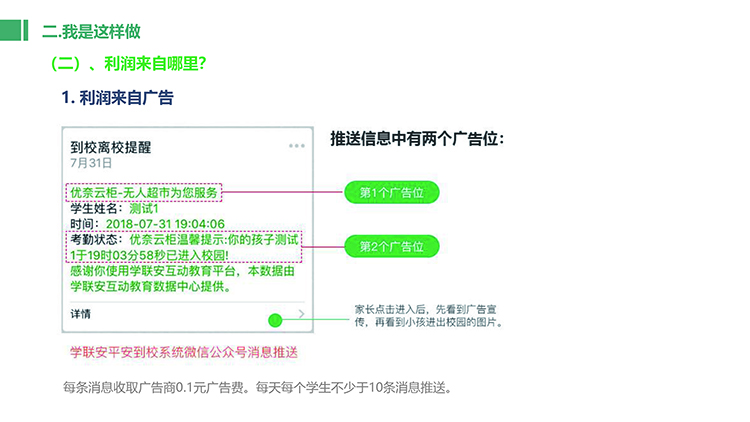 二.我是这样做
（二）、利润来自哪里？
1. 利润来自广告
到校离校提醒
7月31日
优奈云柜-无人超市为您服务
学生姓名：测试1
时间：2018-07-31 19:04:06
考勤状态：优奈云柜温馨提示:你的孩子测试
1于19时03分58秒已进入校园!
感谢你使用学联安互动教育平台，本数据由
学联安互动教育数据中心提供。
详情
推送信息中有两个广告位：
第1个广告位
第2个广告位
家长点击进入后，先看到广告宣
传，再看到小孩进出校园的图片。
学联安平安到校系统微信公众号消息推送
每条消息收取广告商0.1元广告费。每天每个学生不少于10条消息推送。